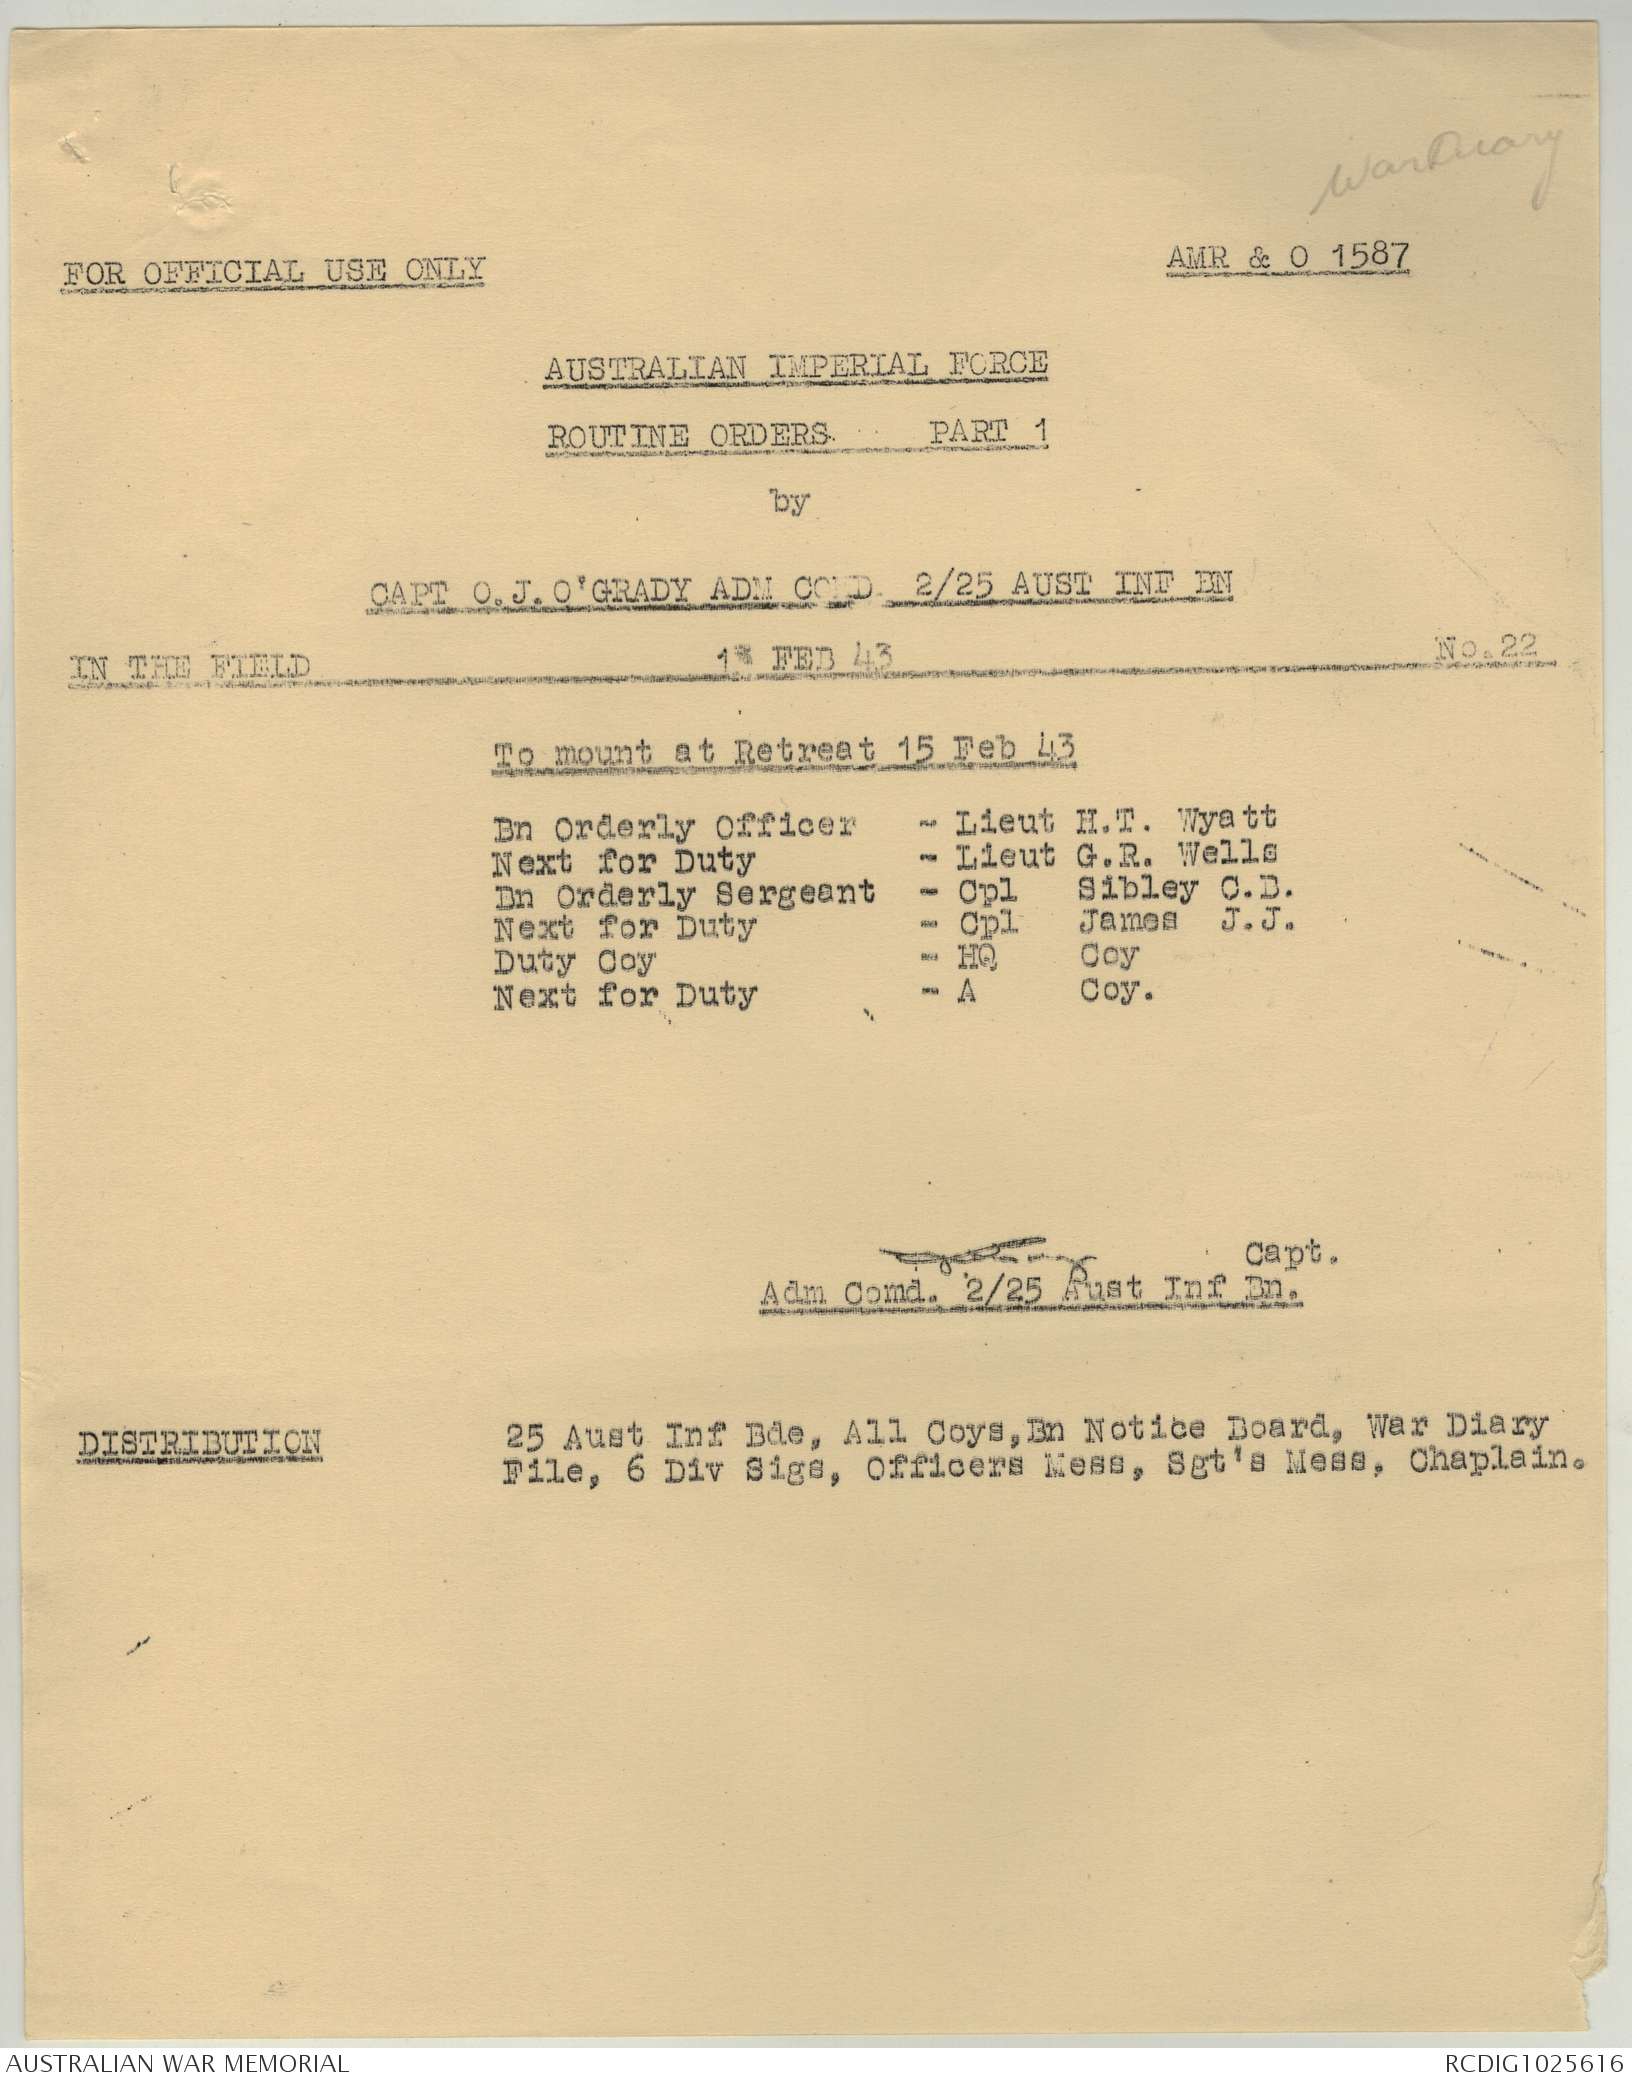 War Diary
FOR OFFICIAL USE ONLY AMR & O 1587
AUSTRALIAN IMPERIAL FORCE
ROUTINE ORDERS PART 1
by
CAPT O.J.O'GRADY ADM COMD 2/25 AUST INF BN
IN THE FIELD FEB 43 No.22
To mount at Retreat 15 Feb 43
Bn Orderly Officer - Lieut H.T. Wyatt
Next for Duty - Lieut G.R. Wells
Bn Orderly Sergeant - Cpl Sibley C.D.
Next for Duty - Cpl James J.J.
Duty Coy - HQ Coy
Next for Duty - A Coy.
Capt.
Adm Comd. 2/25 Aust Inf Bn.
DISTRIBUTION 25 Aust Inf Bde, All Coys,Bn Notice Board, War Diary
File, 6 Div Sigs, Officers Mess, Sgt's Mess, Chaplain.
AUSTRALIAN WAR MEMORIAL RCDIG1025616